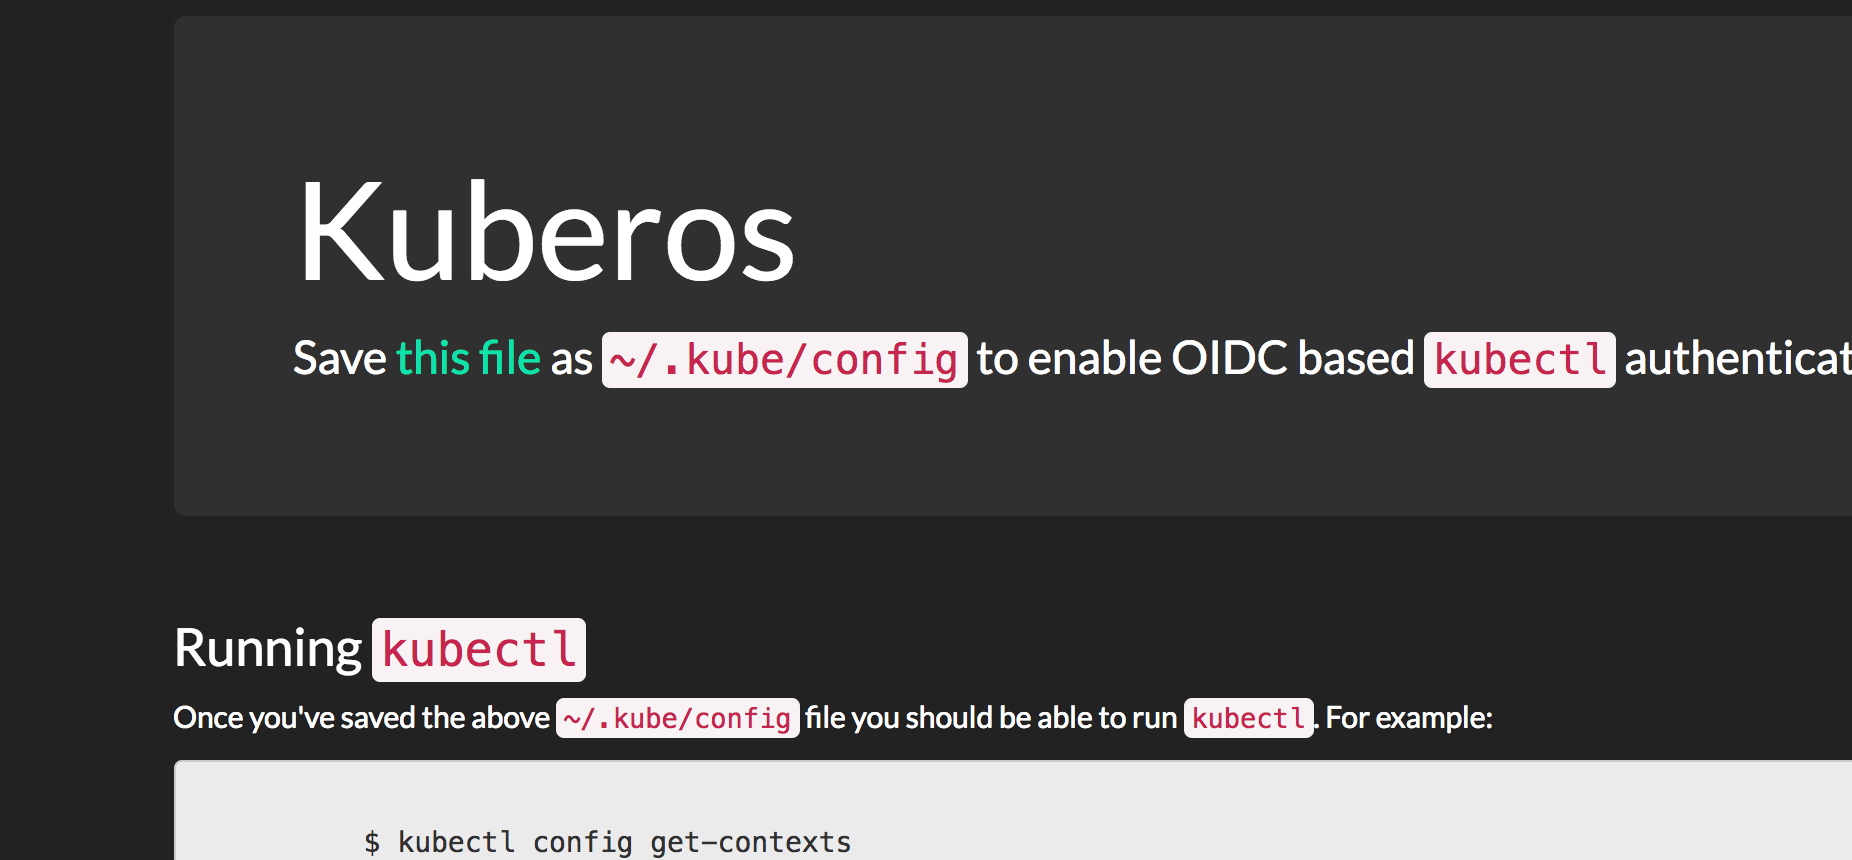 Kuberos
Save this file as ~/.kube/config to enable OIDC based kubectl authenticat
Running kubectl
Once you've saved the above ~/.kube/config file you should be able to run kubectl. For example:
$ kubectl config get-contexts